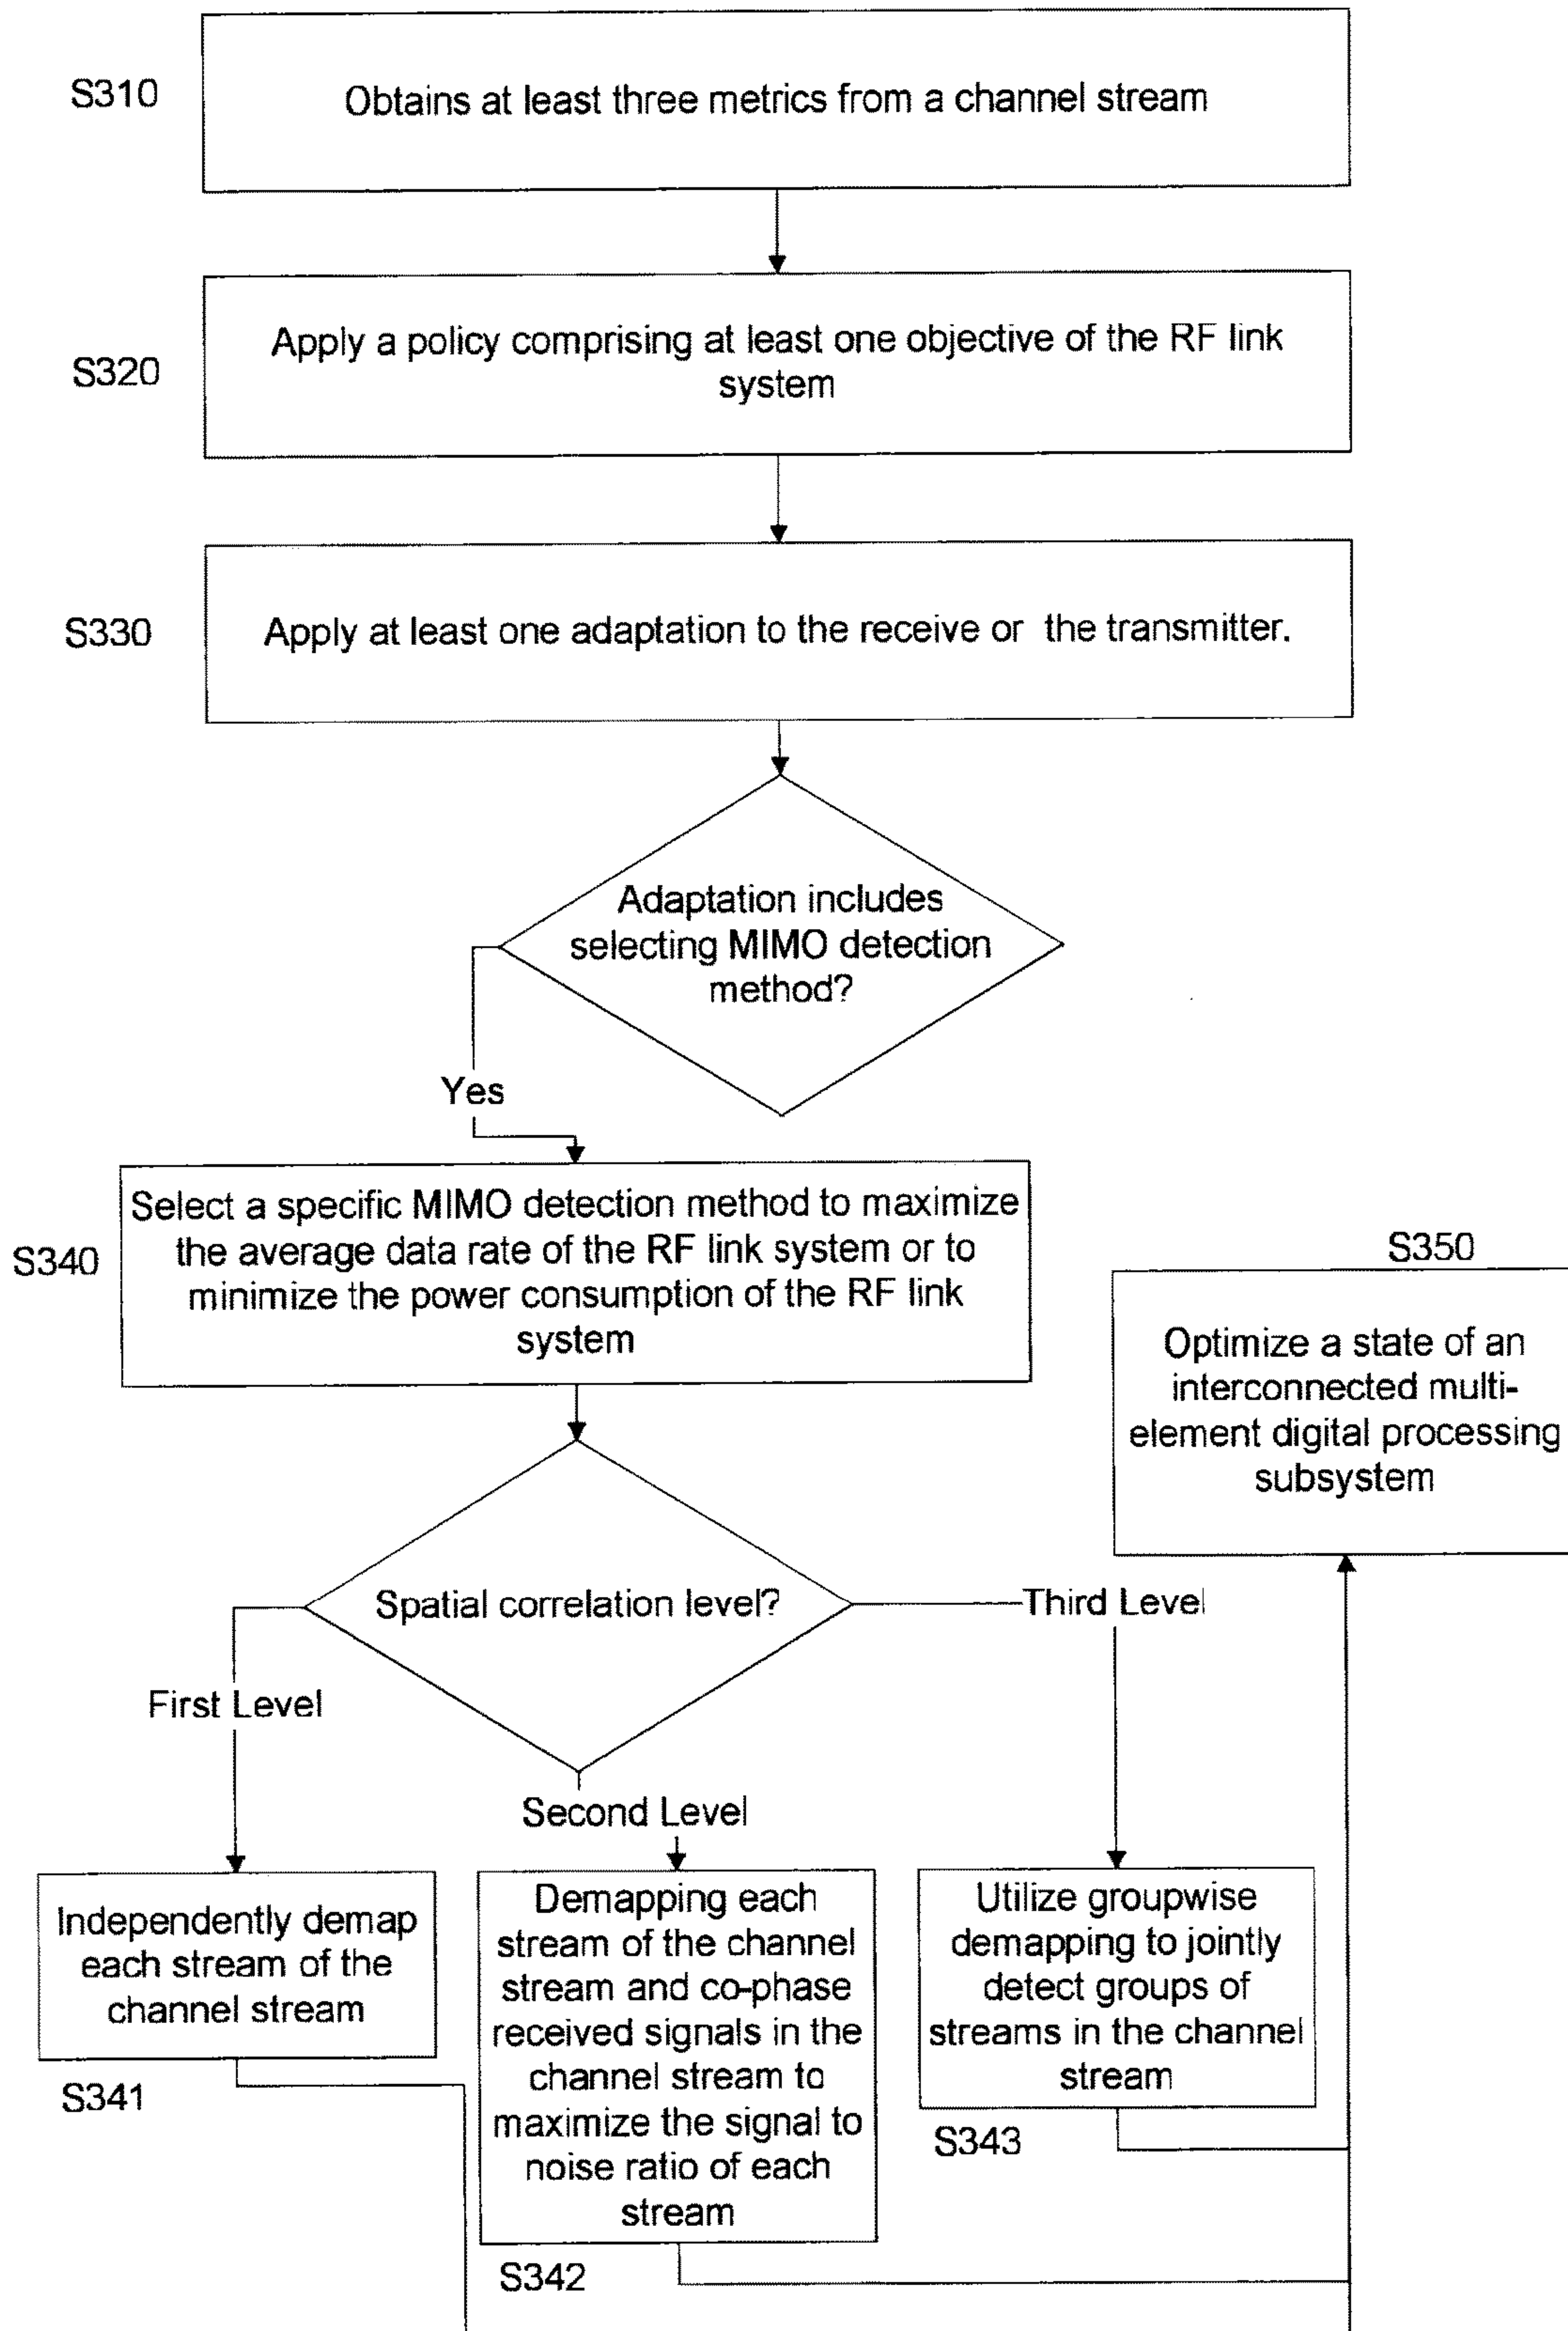 S310
Obtains at least three metrics from a channel stream
S320
Apply a policy comprising at least one objective of the RF link
system
S330
Apply at least one adaptation to the receive or the transmitter.
Adaptation includes
selecting MIMO detection
method?
Yes
S340
Select a specific MIMO detection method to maximize
the average data rate of the RF link system or to
minimize the power consumption of the RF link
system
S350
Optimize a state of an
interconnected multi-
element digital processing
subsystem
Spatial correlation level?
Third Level
First Level
Second Level
Independently demap
each stream of the
channel stream
S341
Demapping each
stream of the channel
stream and co-phase
received signals in the
channel stream to
maximize the signal to
noise ratio of each
stream
S342
Utilize groupwise
demapping to jointly
detect groups of
streams in the channel
stream
S343